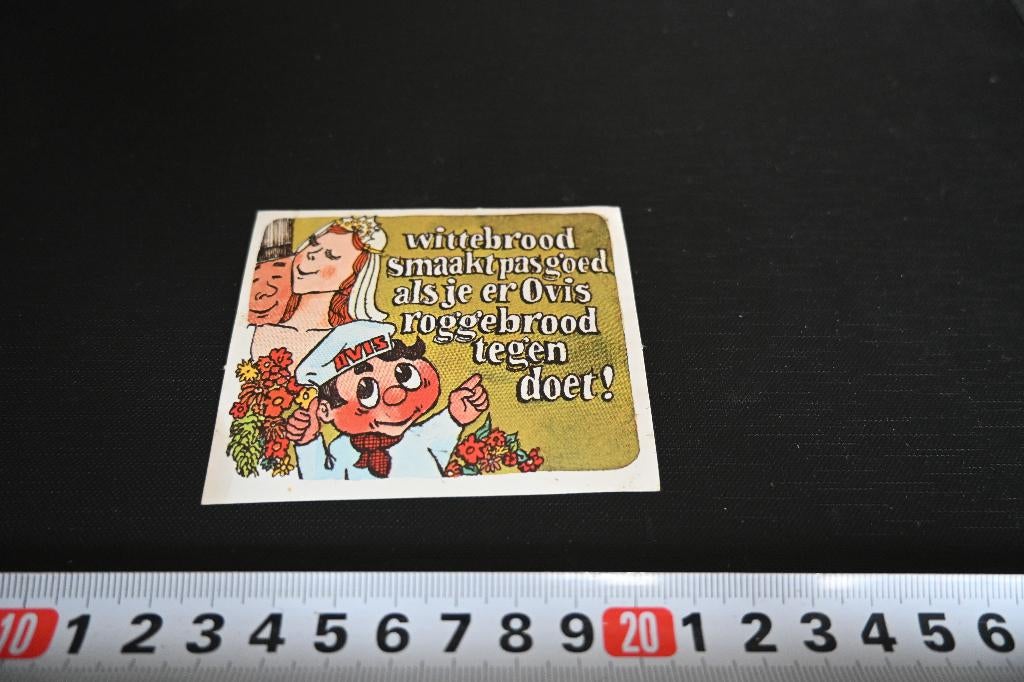 wittebrood
smaakt pas goed
als je er Ovis
roggebrood
tegen
doet!
OVIS
10 1 2 3 4 5 6 7 8 9 20 1 2 3 4 5 6